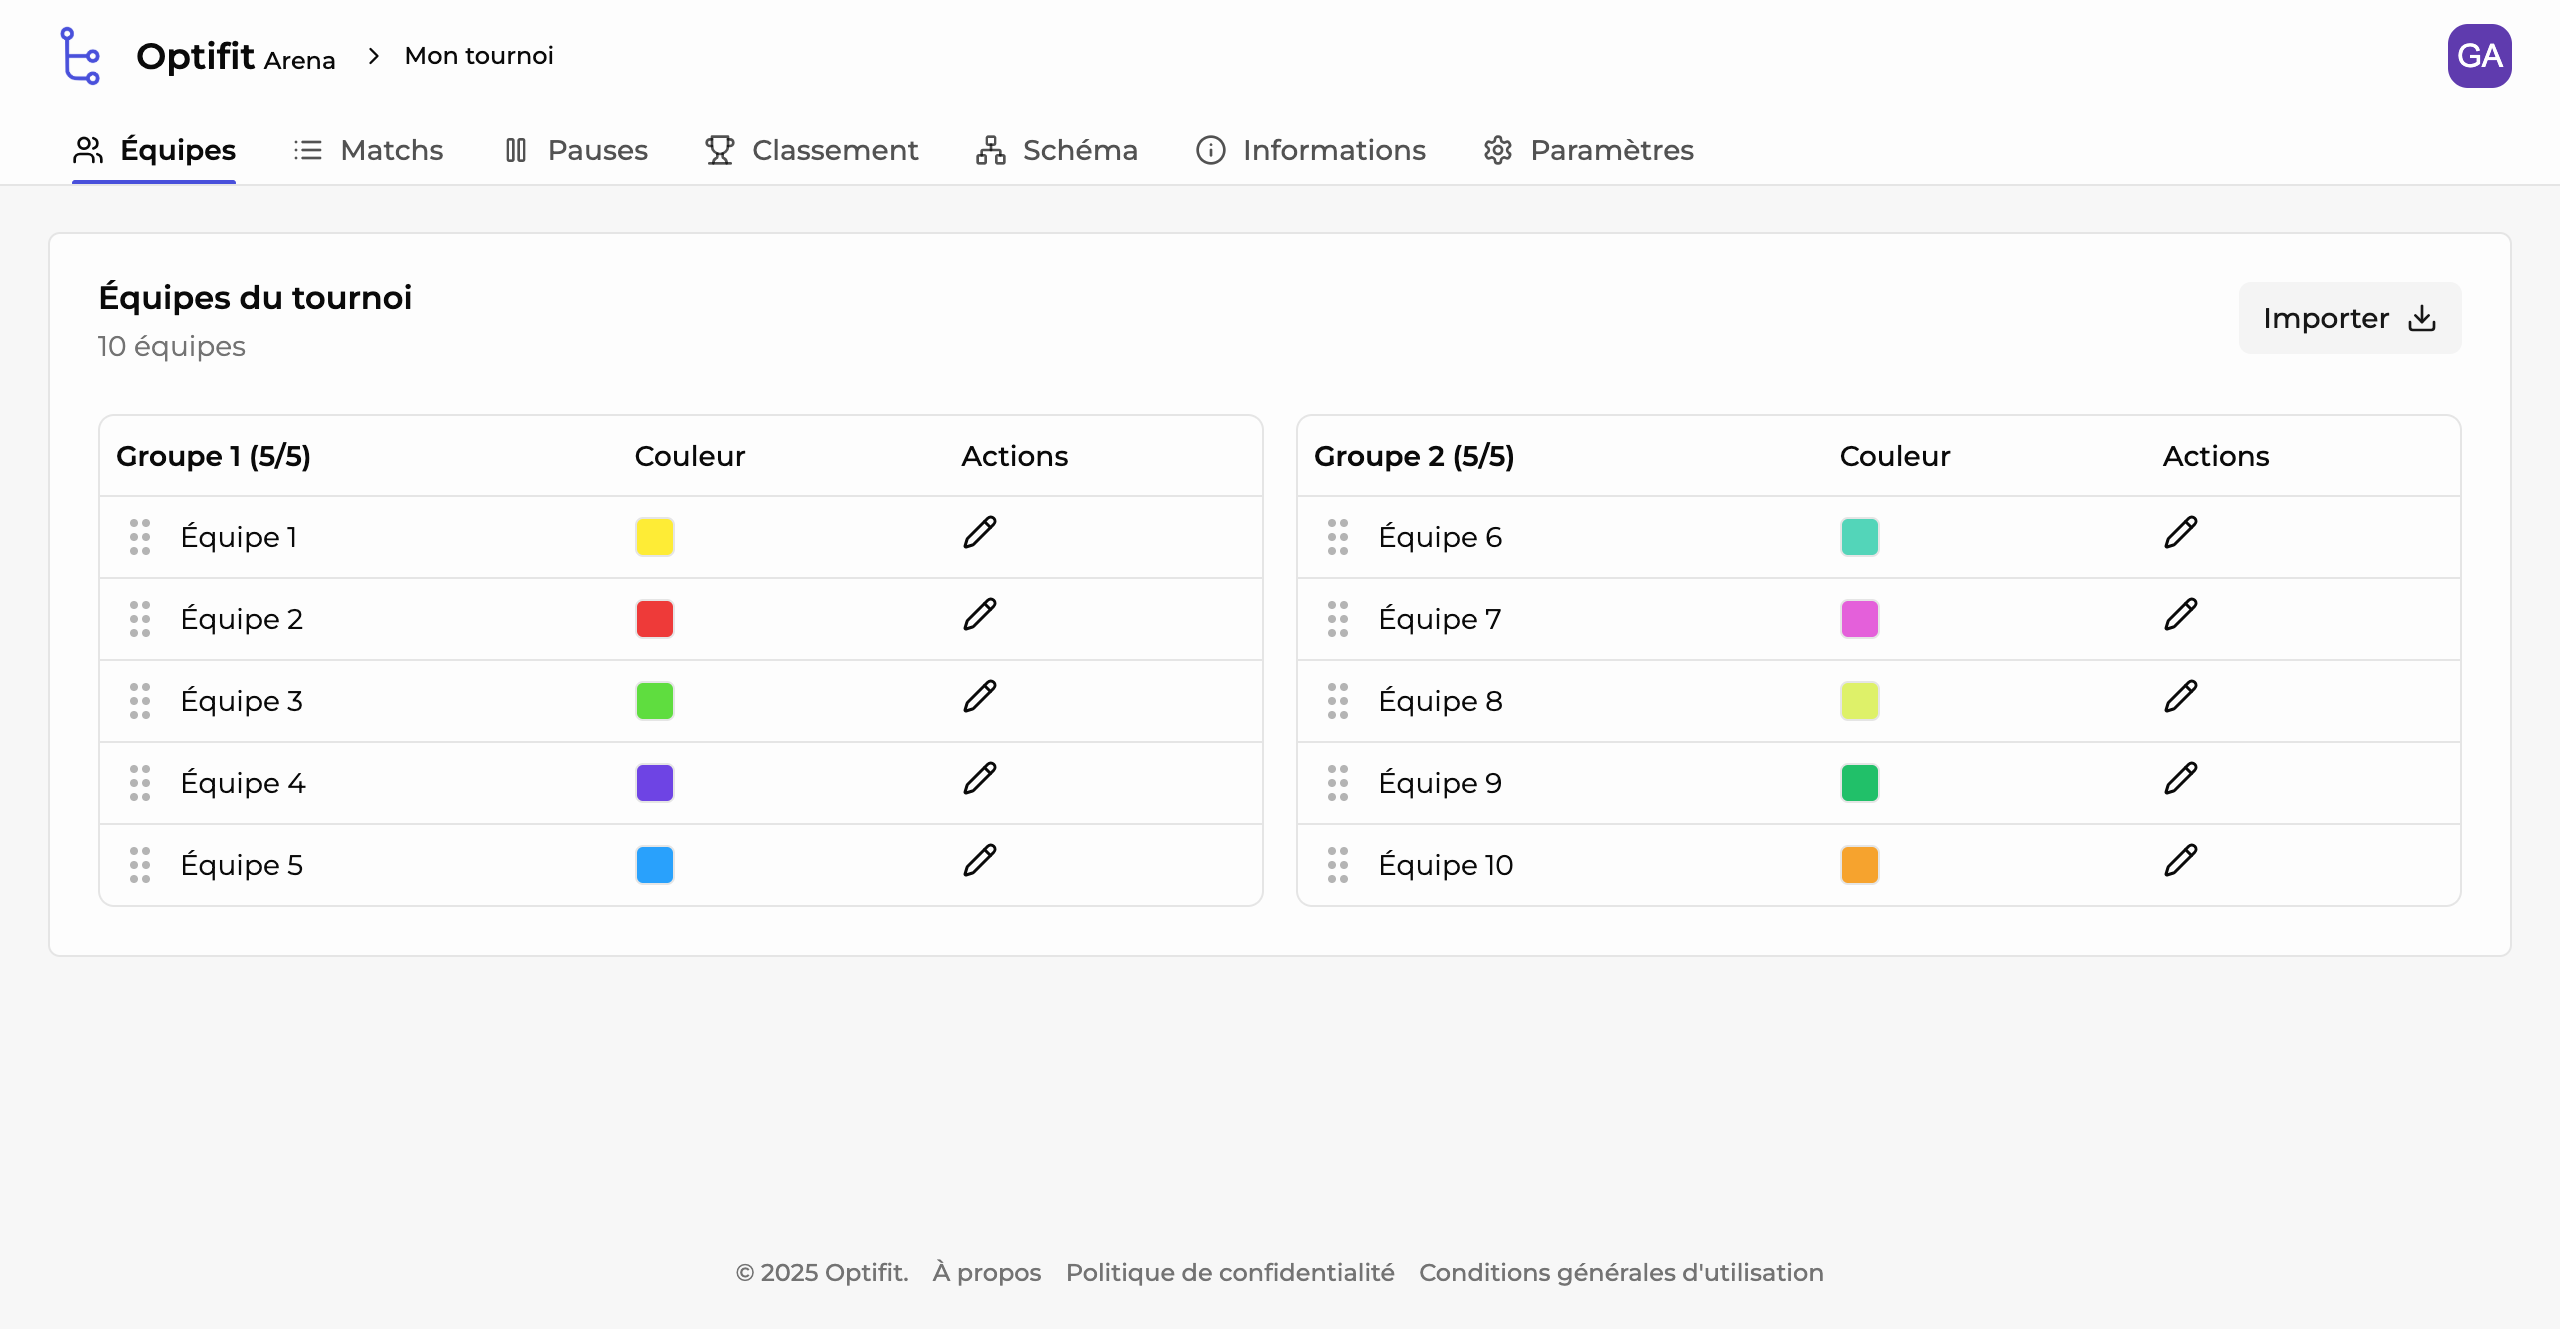 Optifit Arena > Mon tournoi
GA
Équipes Matchs Pauses Classement Schéma Informations Paramètres
Équipes du tournoi
10 équipes
Importer
Groupe 1 (5/5) Couleur Actions
Équipe 1
Équipe 2
Équipe 3
Équipe 4
Équipe 5
Groupe 2 (5/5) Couleur Actions
Équipe 6
Équipe 7
Équipe 8
Équipe 9
Équipe 10
© 2025 Optifit. À propos Politique de confidentialité Conditions générales d'utilisation